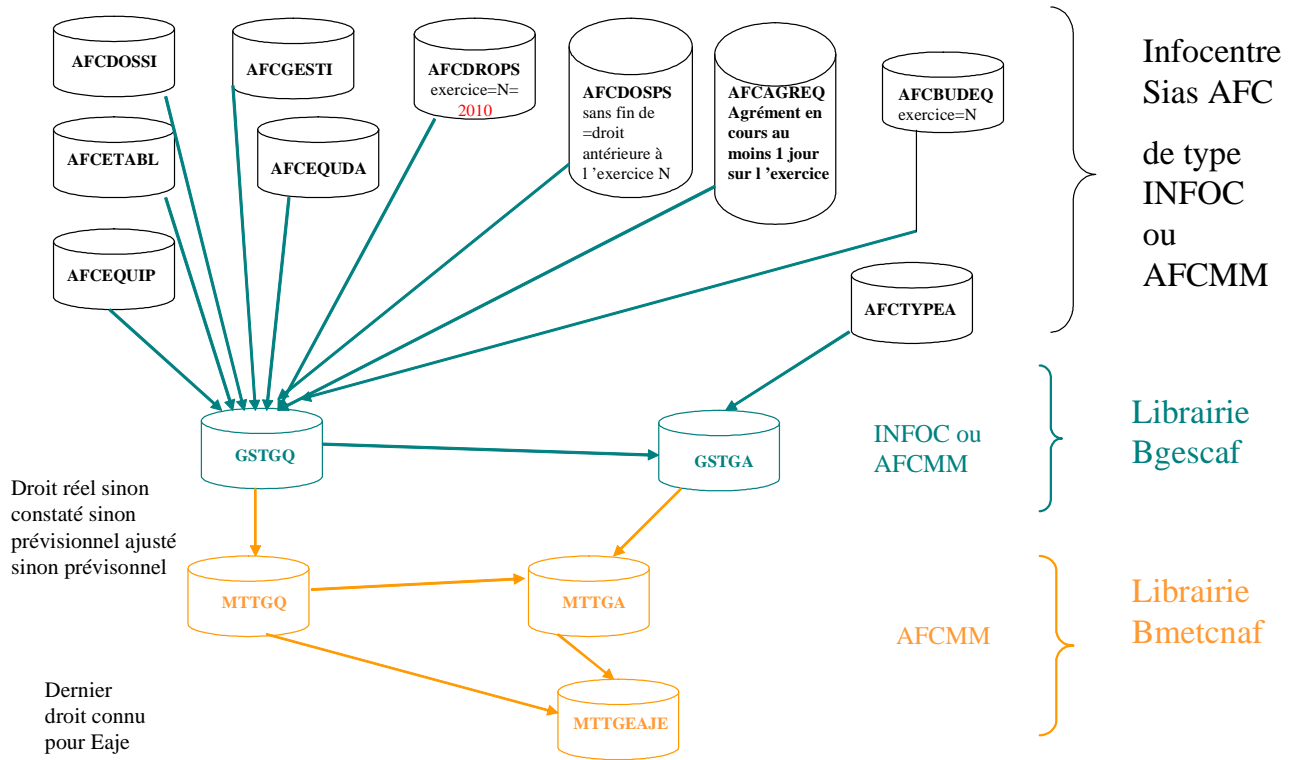 AFCDOSSI
AFCGESTI
AFCDROPS
exercice=N=
2010
AFCDOSPS
sans fin de
=droit
antérieure à
l ’exercice N
AFCAGREQ
Agrément en
cours au
moins 1 jour
sur l ’exercice
AFCBUDEQ
exercice=N
Infocentre
Sias AFC
de type
INFOC
ou
AFCMM
AFCETABL
AFCEQUDA
AFCEQUIP
AFCTYPEA
GSTGQ
GSTGA
INFOC ou
AFCMM
Librairie
Bgescaf
Droit réel sinon
constaté sinon
prévisionnel ajusté
sinon prévisonnel
MTTGQ
MTTGA
AFCMM
Librairie
Bmetcnaf
Dernier
droit connu
pour Eaje
MTTGEAJE